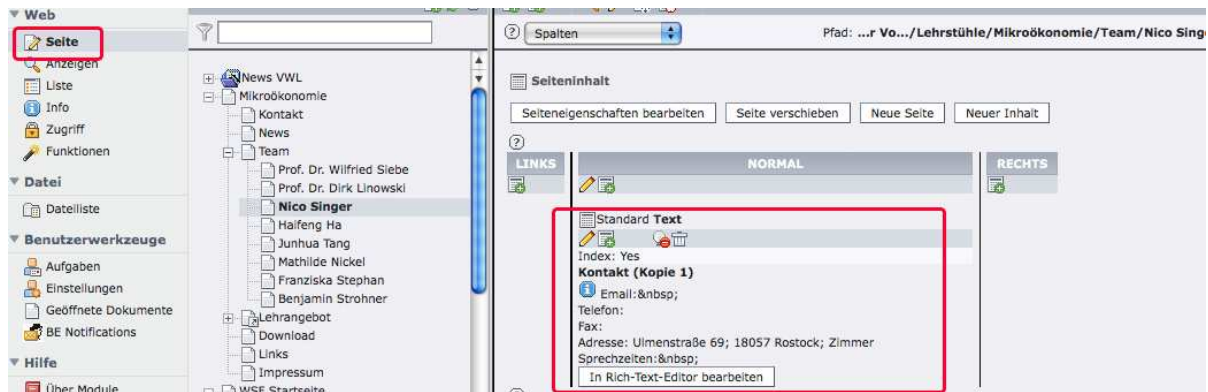 Web
Seite
Anzeigen
Liste
Info
Zugriff
Funktionen
Datei
Dateiliste
Benutzerwerkzeuge
Aufgaben
Einstellungen
Geöffnete Dokumente
BE Notifications
Hilfe
Über Module
News VWL
Mikroökonomie
Kontakt
News
Team
Prof. Dr. Wilfried Siebe
Prof. Dr. Dirk Linowski
Nico Singer
Haifeng Ha
Junhua Tang
Mathilde Nickel
Franziska Stephan
Benjamin Strohner
Lehrangebot
Download
Links
Impressum
WSF Startseite
Spalten
Pfad: ...r Vo.../Lehrstühle/Mikroökonomie/Team/Nico Singe
Seiteninhalt
Seiteneigenschaften bearbeiten Seite verschieben Neue Seite Neuer Inhalt
LINKS NORMAL RECHTS
Standard Text
Index: Yes
Kontakt (Kopie 1)
Email:&nbsp;
Telefon:
Fax:
Adresse: Ulmenstraße 69; 18057 Rostock; Zimmer
Sprechzeiten:&nbsp;
In Rich-Text-Editor bearbeiten